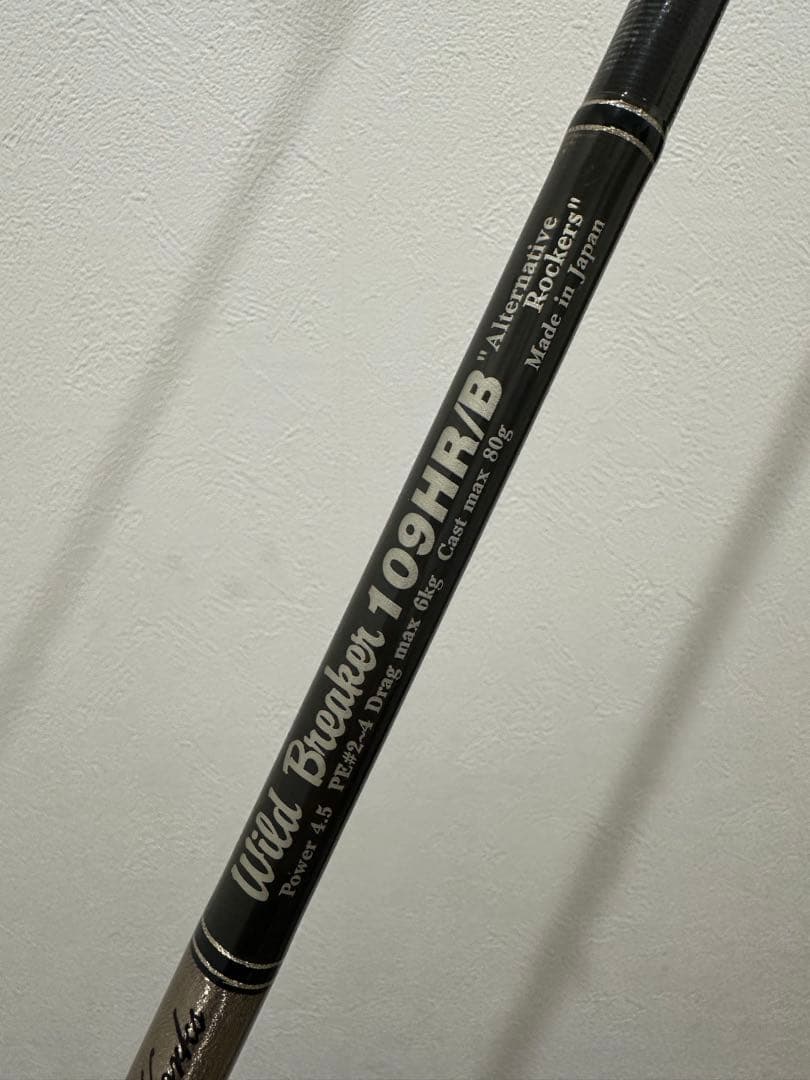 Wild Breaker 109HR/B "Alternative
Rockers"
Power 4.5 PE#2~4 Drag max 6kg Cast max 80g Made in Japan